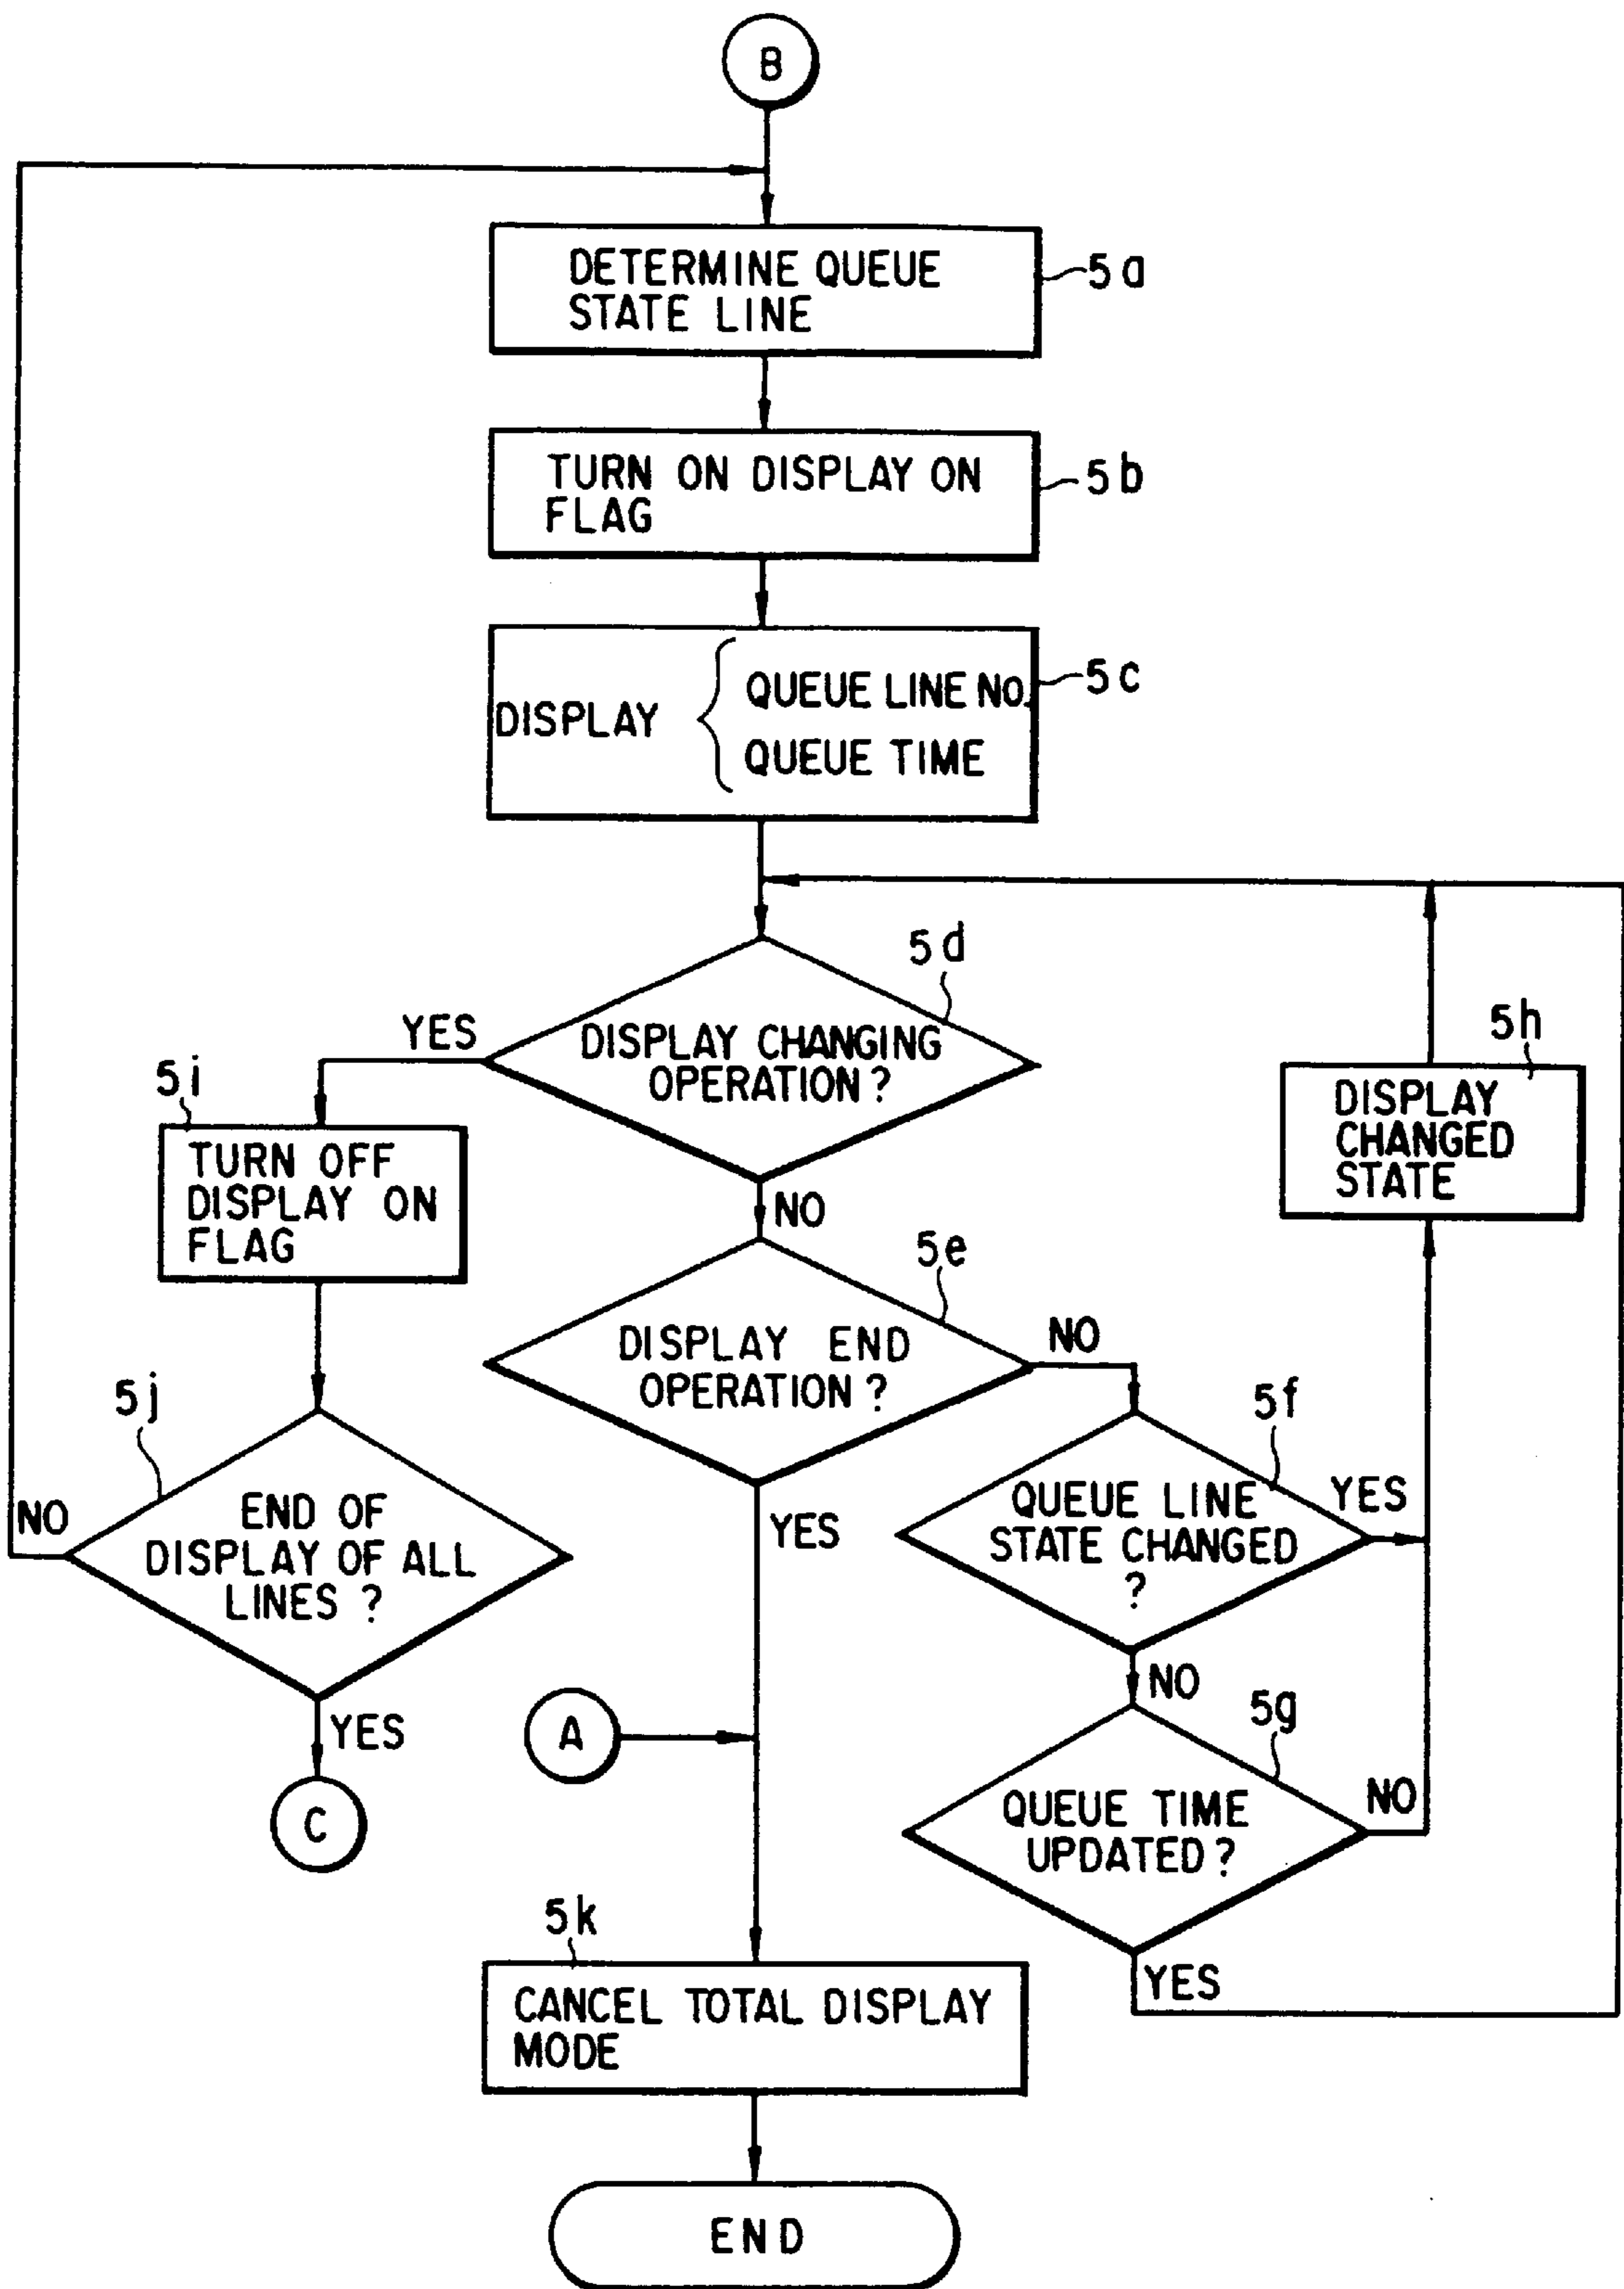 B
DETERMINE QUEUE
STATE LINE
5a
TURN ON DISPLAY ON
FLAG
5b
DISPLAY
QUEUE LINE NO.
QUEUE TIME
5c
5d
DISPLAY CHANGING
OPERATION?
YES
NO
5i
TURN OFF
DISPLAY ON
FLAG
5h
DISPLAY
CHANGED
STATE
5e
DISPLAY END
OPERATION?
NO
YES
5j
END OF
DISPLAY OF ALL
LINES ?
NO
YES
C
5f
QUEUE LINE
STATE CHANGED
?
YES
NO
A
5g
QUEUE TIME
UPDATED?
NO
YES
5k
CANCEL TOTAL DISPLAY
MODE
END